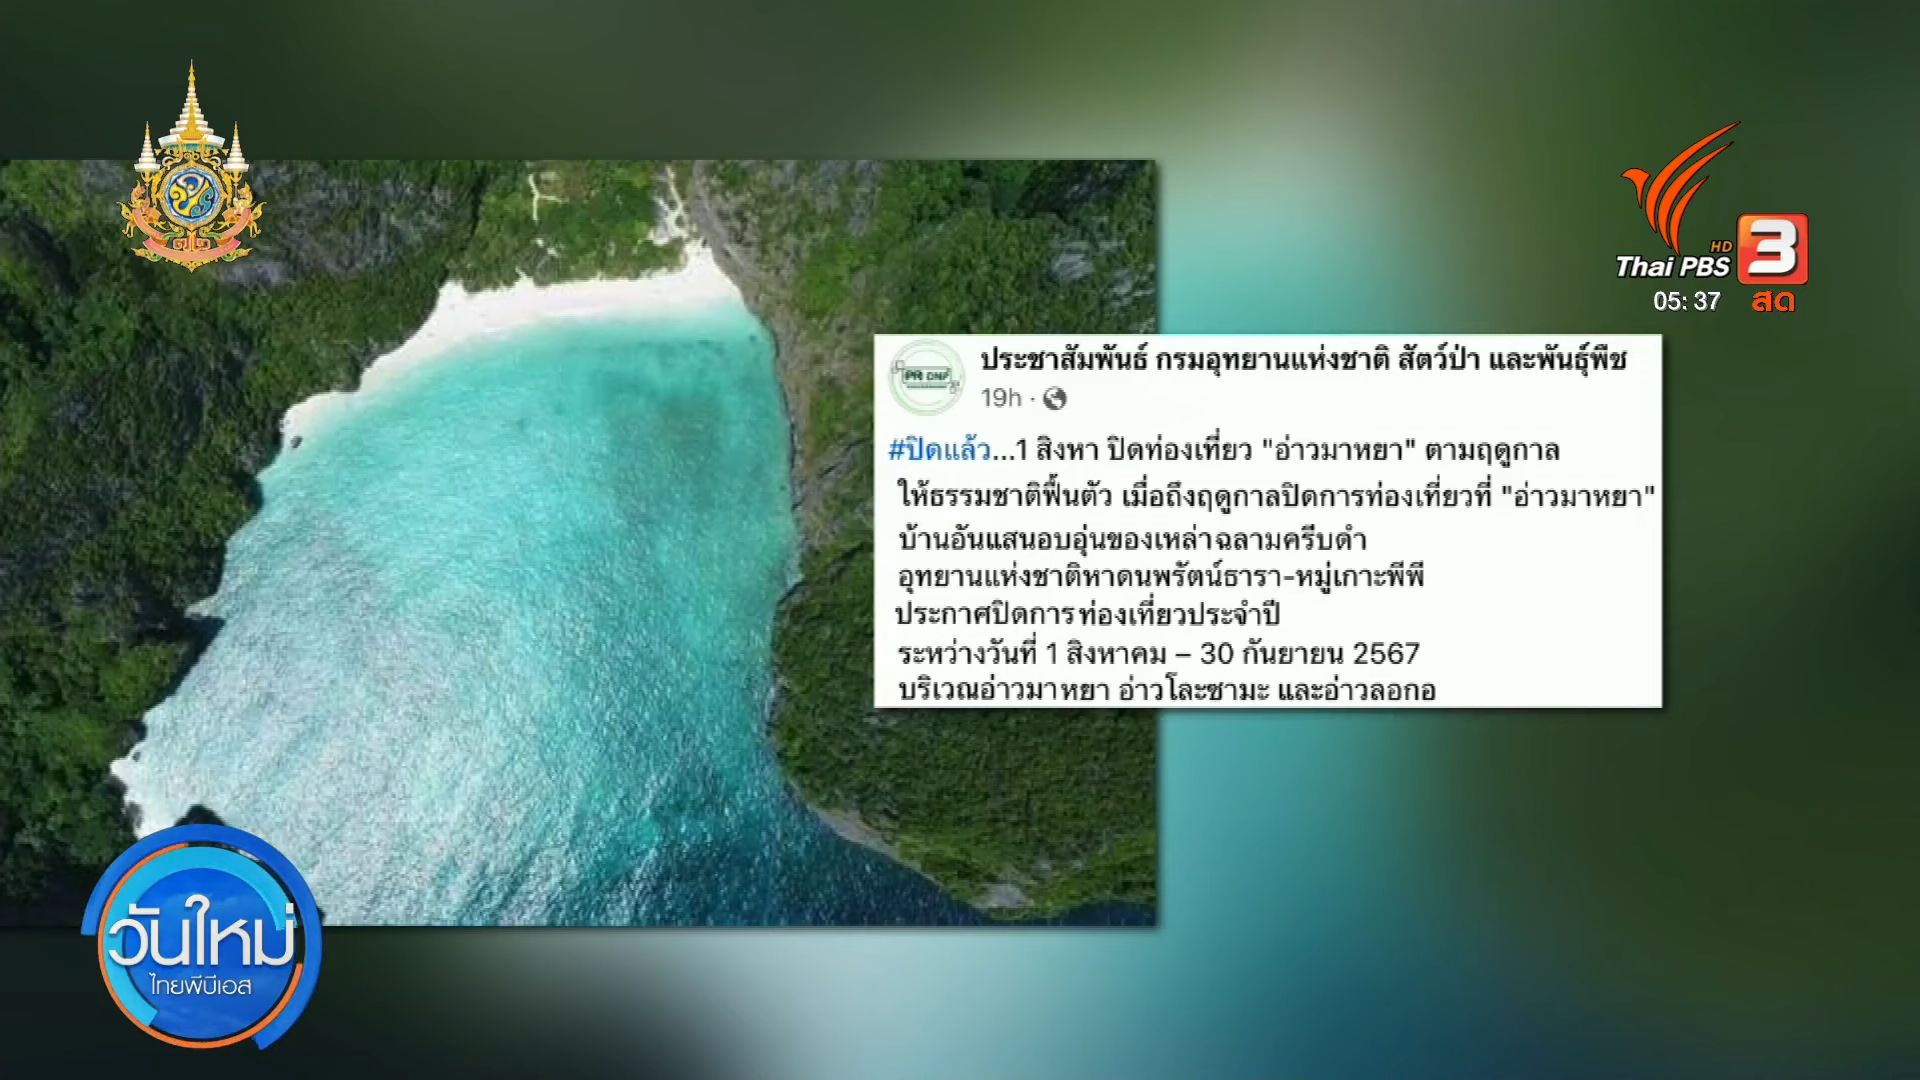 ๗๒
HD
Thai PBS 3
05: 37 สด
PR DNP
ประชาสัมพันธ์ กรมอุทยานแห่งชาติ สัตว์ป่า และพันธุ์พืช
19h ·
#ปิดแล้ว...1 สิงหา ปิดท่องเที่ยว "อ่าวมาหยา" ตามฤดูกาล
ให้ธรรมชาติฟื้นตัว เมื่อถึงฤดูกาลปิดการท่องเที่ยวที่ "อ่าวมาหยา"
บ้านอันแสนอบอุ่นของเหล่าฉลามครีบดำ
อุทยานแห่งชาติหาดนพรัตน์ธารา-หมู่เกาะพีพี
ประกาศปิดการท่องเที่ยวประจำปี
ระหว่างวันที่ 1 สิงหาคม – 30 กันยายน 2567
บริเวณอ่าวมาหยา อ่าวโละซามะ และอ่าวลอกอ
วันใหม่
ไทยพีบีเอส